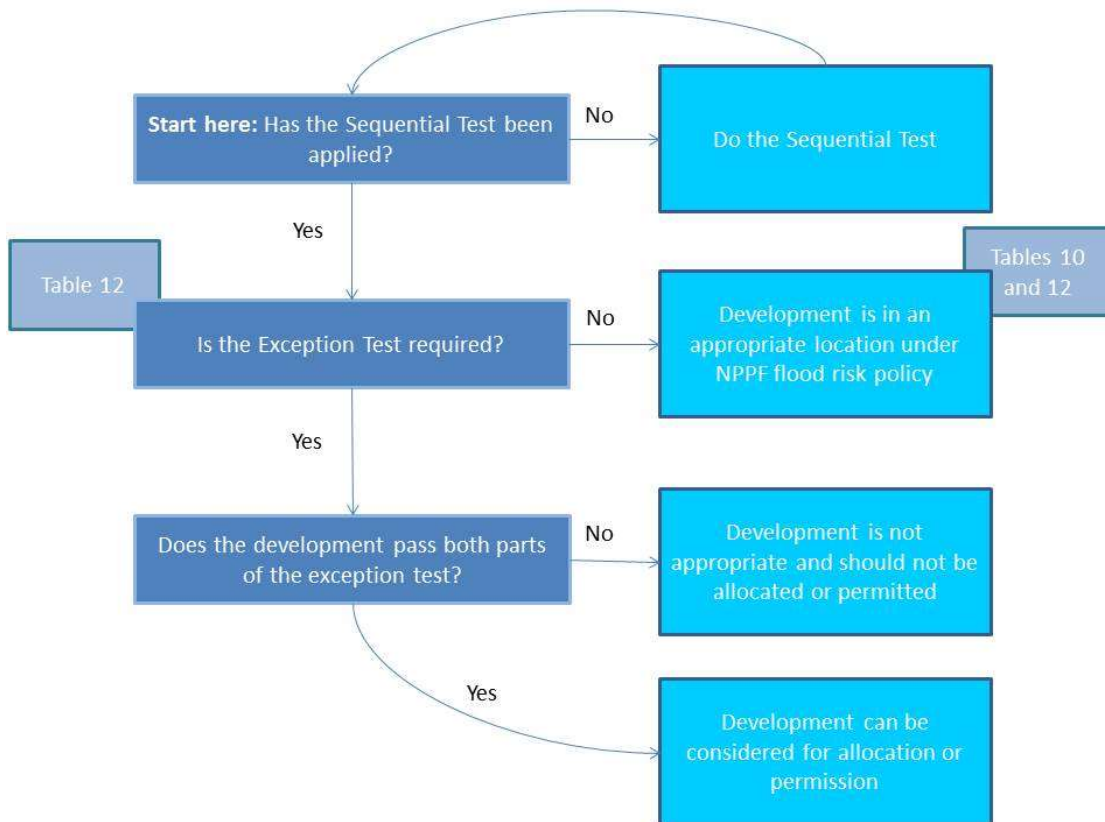 Start here: Has the Sequential Test been
applied?
No
Do the Sequential Test
Yes
Table 12
Tables 10
and 12
Is the Exception Test required?
No
Development is in an
appropriate location under
NPPF flood risk policy
Yes
Does the development pass both parts
of the exception test?
No
Development is not
appropriate and should not be
allocated or permitted
Yes
Development can be
considered for allocation or
permission